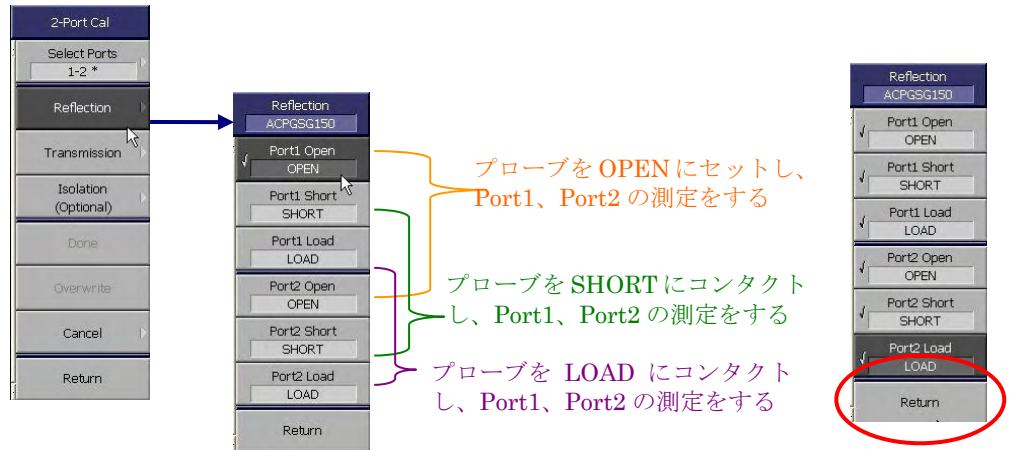 2-Port Cal
Select Ports
1-2 *
Reflection
Transmission
Isolation
(Optional)
Done
Overwrite
Cancel
Return
Reflection
ACPGSG150
Port1 Open
OPEN
Port1 Short
SHORT
Port1 Load
LOAD
Port2 Open
OPEN
Port2 Short
SHORT
Port2 Load
LOAD
Return
プローブを OPEN にセットし、
Port1、Port2 の測定をする
プローブを SHORT にコンタクト
し、Port1、Port2 の測定をする
プローブを LOAD にコンタクト
し、Port1、Port2 の測定をする
Reflection
ACPGSG150
Port1 Open
OPEN
Port1 Short
SHORT
Port1 Load
LOAD
Port2 Open
OPEN
Port2 Short
SHORT
Port2 Load
LOAD
Return